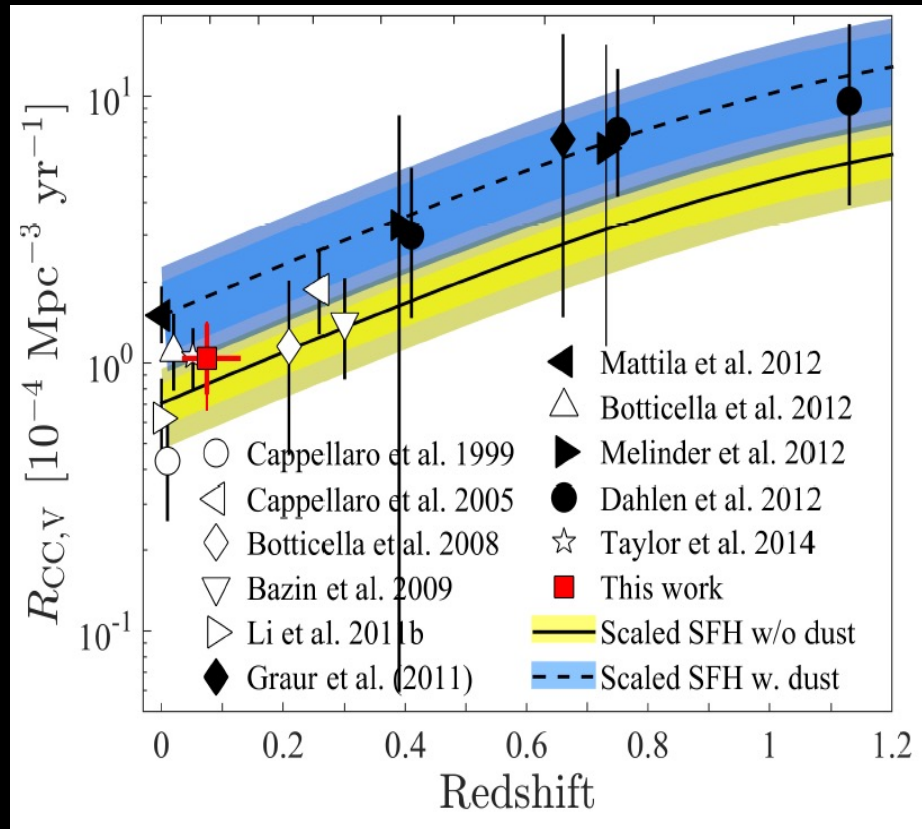 R_CC,V [10^−4 Mpc^−3 yr^−1]
10^1
10^0
10^-1
Cappellaro et al. 1999
Cappellaro et al. 2005
Botticella et al. 2008
Bazin et al. 2009
Li et al. 2011b
Graur et al. (2011)
Mattila et al. 2012
Botticella et al. 2012
Melinder et al. 2012
Dahlen et al. 2012
Taylor et al. 2014
This work
Scaled SFH w/o dust
Scaled SFH w. dust
0 0.2 0.4 0.6 0.8 1 1.2
Redshift